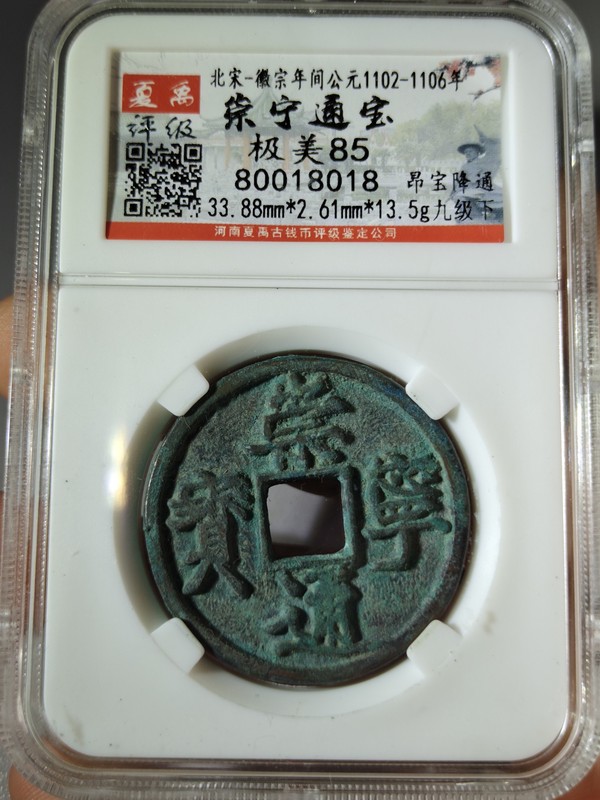 北宋-徽宗年间公元1102-1106年
夏禹
评级
崇宁通宝
极美85
80018018
昂宝降通
33.88mm*2.61mm*13.5g九级下
河南夏禹古钱币评级鉴定公司
崇寧通寳